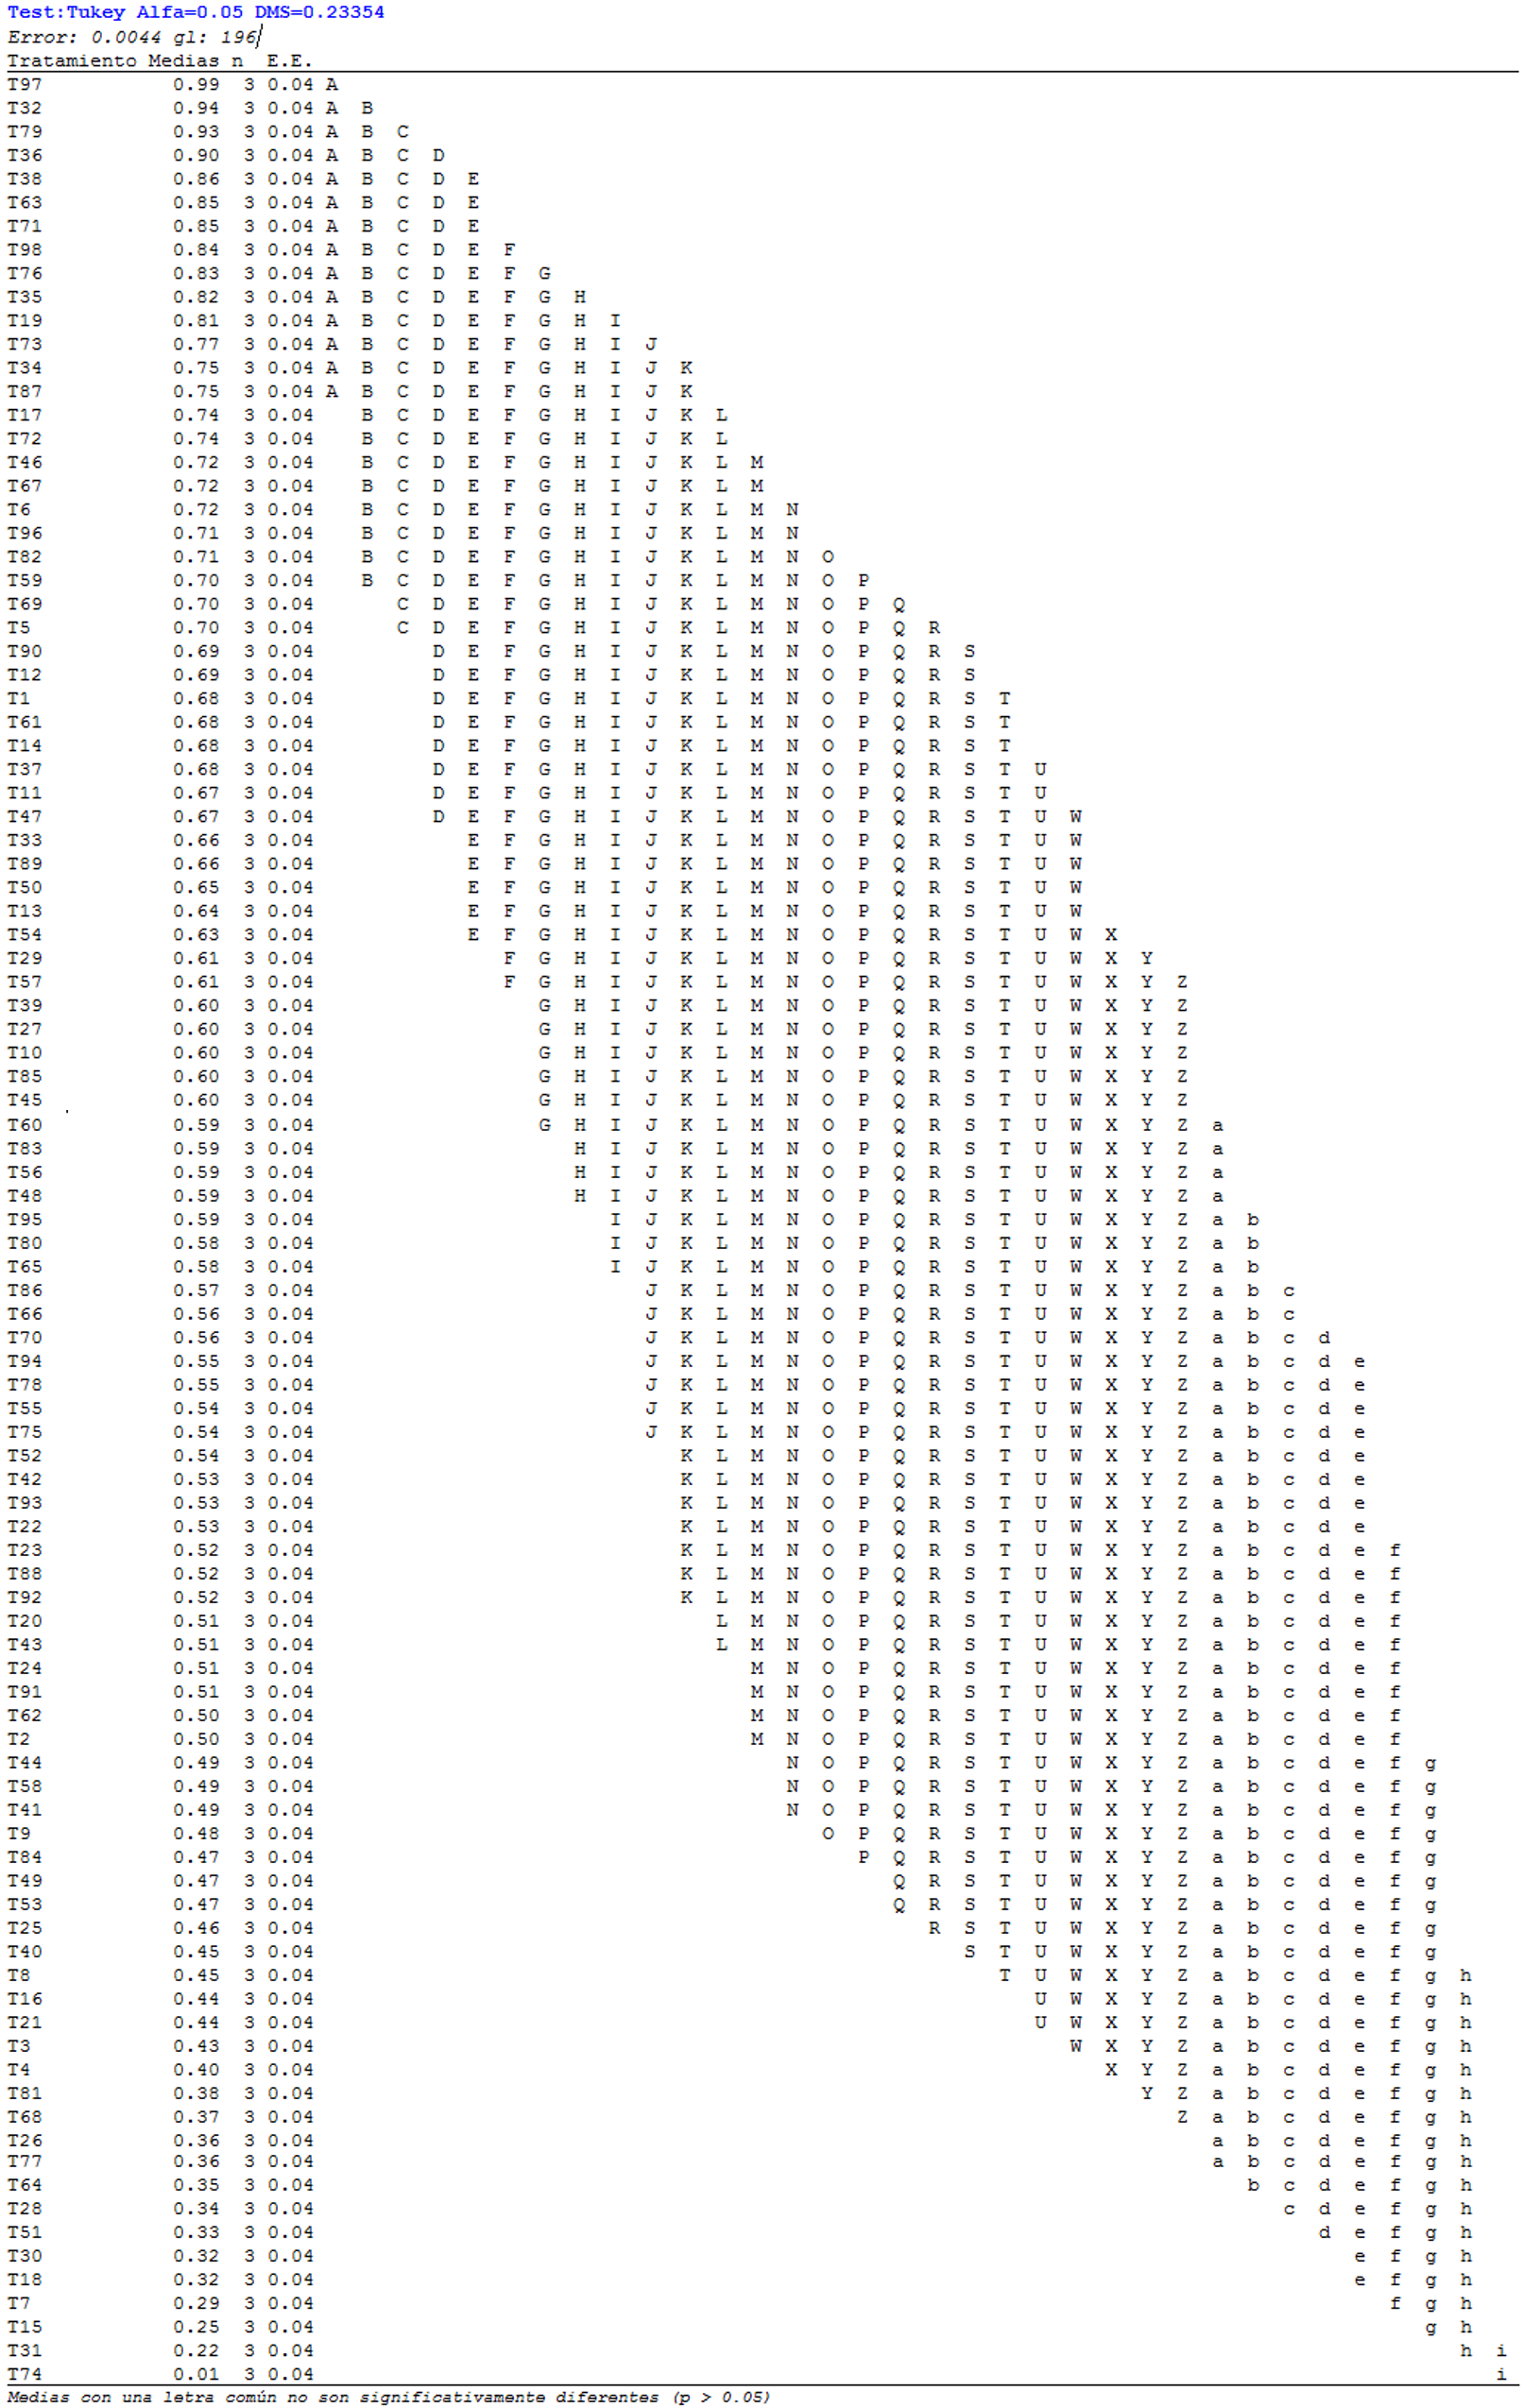 Test:Tukey Alfa=0.05 DMS=0.23354
Error: 0.0044 gl: 196
Tratamiento Medias n E.E.
T97 0.99 3 0.04 A
T32 0.94 3 0.04 A B
T79 0.93 3 0.04 A B C
T36 0.90 3 0.04 A B C D
T38 0.86 3 0.04 A B C D E
T63 0.85 3 0.04 A B C D E
T71 0.85 3 0.04 A B C D E
T98 0.84 3 0.04 A B C D E F
T76 0.83 3 0.04 A B C D E F G
T35 0.82 3 0.04 A B C D E F G H
T19 0.81 3 0.04 A B C D E F G H I
T73 0.77 3 0.04 A B C D E F G H I J
T34 0.75 3 0.04 A B C D E F G H I J K
T87 0.75 3 0.04 A B C D E F G H I J K
T17 0.74 3 0.04 B C D E F G H I J K L
T72 0.74 3 0.04 B C D E F G H I J K L
T46 0.72 3 0.04 B C D E F G H I J K L M
T67 0.72 3 0.04 B C D E F G H I J K L M
T6 0.72 3 0.04 B C D E F G H I J K L M N
T96 0.71 3 0.04 B C D E F G H I J K L M N
T82 0.71 3 0.04 B C D E F G H I J K L M N O
T59 0.70 3 0.04 B C D E F G H I J K L M N O P
T69 0.70 3 0.04 C D E F G H I J K L M N O P Q
T5 0.70 3 0.04 C D E F G H I J K L M N O P Q R
T90 0.69 3 0.04 D E F G H I J K L M N O P Q R S
T12 0.69 3 0.04 D E F G H I J K L M N O P Q R S
T1 0.68 3 0.04 D E F G H I J K L M N O P Q R S T
T61 0.68 3 0.04 D E F G H I J K L M N O P Q R S T
T14 0.68 3 0.04 D E F G H I J K L M N O P Q R S T
T37 0.68 3 0.04 D E F G H I J K L M N O P Q R S T U
T11 0.67 3 0.04 D E F G H I J K L M N O P Q R S T U
T47 0.67 3 0.04 D E F G H I J K L M N O P Q R S T U W
T33 0.66 3 0.04 E F G H I J K L M N O P Q R S T U W
T89 0.66 3 0.04 E F G H I J K L M N O P Q R S T U W
T50 0.65 3 0.04 E F G H I J K L M N O P Q R S T U W
T13 0.64 3 0.04 E F G H I J K L M N O P Q R S T U W
T54 0.63 3 0.04 E F G H I J K L M N O P Q R S T U W X
T29 0.61 3 0.04 F G H I J K L M N O P Q R S T U W X Y
T57 0.61 3 0.04 F G H I J K L M N O P Q R S T U W X Y Z
T39 0.60 3 0.04 G H I J K L M N O P Q R S T U W X Y Z
T27 0.60 3 0.04 G H I J K L M N O P Q R S T U W X Y Z
T10 0.60 3 0.04 G H I J K L M N O P Q R S T U W X Y Z
T85 0.60 3 0.04 G H I J K L M N O P Q R S T U W X Y Z
T45 0.60 3 0.04 G H I J K L M N O P Q R S T U W X Y Z
T60 0.59 3 0.04 G H I J K L M N O P Q R S T U W X Y Z a
T83 0.59 3 0.04 H I J K L M N O P Q R S T U W X Y Z a
T56 0.59 3 0.04 H I J K L M N O P Q R S T U W X Y Z a
T48 0.59 3 0.04 H I J K L M N O P Q R S T U W X Y Z a
T95 0.59 3 0.04 I J K L M N O P Q R S T U W X Y Z a b
T80 0.58 3 0.04 I J K L M N O P Q R S T U W X Y Z a b
T65 0.58 3 0.04 I J K L M N O P Q R S T U W X Y Z a b
T86 0.57 3 0.04 J K L M N O P Q R S T U W X Y Z a b c
T66 0.56 3 0.04 J K L M N O P Q R S T U W X Y Z a b c
T70 0.56 3 0.04 J K L M N O P Q R S T U W X Y Z a b c d
T94 0.55 3 0.04 J K L M N O P Q R S T U W X Y Z a b c d e
T78 0.55 3 0.04 J K L M N O P Q R S T U W X Y Z a b c d e
T55 0.54 3 0.04 J K L M N O P Q R S T U W X Y Z a b c d e
T75 0.54 3 0.04 J K L M N O P Q R S T U W X Y Z a b c d e
T52 0.54 3 0.04 K L M N O P Q R S T U W X Y Z a b c d e
T42 0.53 3 0.04 K L M N O P Q R S T U W X Y Z a b c d e
T93 0.53 3 0.04 K L M N O P Q R S T U W X Y Z a b c d e
T22 0.53 3 0.04 K L M N O P Q R S T U W X Y Z a b c d e
T23 0.52 3 0.04 K L M N O P Q R S T U W X Y Z a b c d e f
T88 0.52 3 0.04 K L M N O P Q R S T U W X Y Z a b c d e f
T92 0.52 3 0.04 K L M N O P Q R S T U W X Y Z a b c d e f
T20 0.51 3 0.04 L M N O P Q R S T U W X Y Z a b c d e f
T43 0.51 3 0.04 L M N O P Q R S T U W X Y Z a b c d e f
T24 0.51 3 0.04 M N O P Q R S T U W X Y Z a b c d e f
T91 0.51 3 0.04 M N O P Q R S T U W X Y Z a b c d e f
T62 0.50 3 0.04 M N O P Q R S T U W X Y Z a b c d e f
T2 0.50 3 0.04 M N O P Q R S T U W X Y Z a b c d e f
T44 0.49 3 0.04 N O P Q R S T U W X Y Z a b c d e f g
T58 0.49 3 0.04 N O P Q R S T U W X Y Z a b c d e f g
T41 0.49 3 0.04 N O P Q R S T U W X Y Z a b c d e f g
T9 0.48 3 0.04 O P Q R S T U W X Y Z a b c d e f g
T84 0.47 3 0.04 P Q R S T U W X Y Z a b c d e f g
T49 0.47 3 0.04 Q R S T U W X Y Z a b c d e f g
T53 0.47 3 0.04 Q R S T U W X Y Z a b c d e f g
T25 0.46 3 0.04 R S T U W X Y Z a b c d e f g
T40 0.45 3 0.04 S T U W X Y Z a b c d e f g
T8 0.45 3 0.04 T U W X Y Z a b c d e f g h
T16 0.44 3 0.04 U W X Y Z a b c d e f g h
T21 0.44 3 0.04 U W X Y Z a b c d e f g h
T3 0.43 3 0.04 W X Y Z a b c d e f g h
T4 0.40 3 0.04 X Y Z a b c d e f g h
T81 0.38 3 0.04 Y Z a b c d e f g h
T68 0.37 3 0.04 Z a b c d e f g h
T26 0.36 3 0.04 a b c d e f g h
T77 0.36 3 0.04 a b c d e f g h
T64 0.35 3 0.04 b c d e f g h
T28 0.34 3 0.04 c d e f g h
T51 0.33 3 0.04 d e f g h
T30 0.32 3 0.04 e f g h
T18 0.32 3 0.04 e f g h
T7 0.29 3 0.04 f g h
T15 0.25 3 0.04 g h
T31 0.22 3 0.04 h i
T74 0.01 3 0.04 i
Medias con una letra común no son significativamente diferentes (p > 0.05)